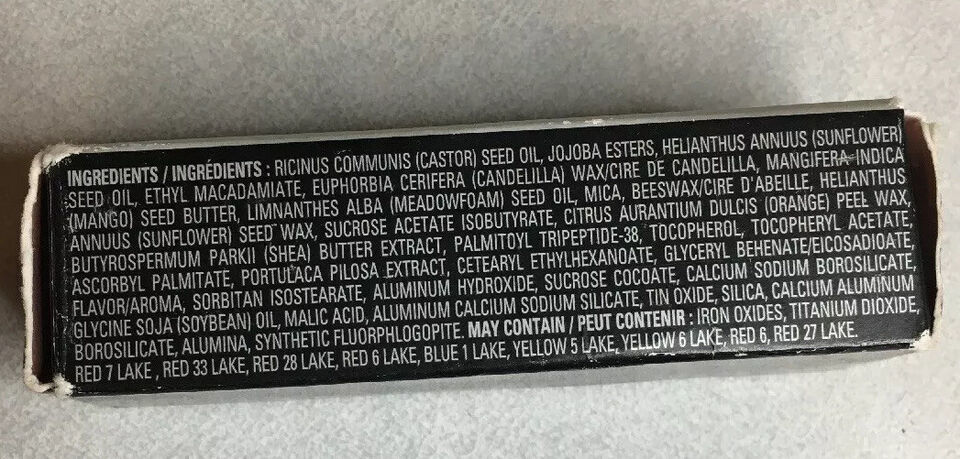 INGREDIENTS / INGRÉDIENTS : RICINUS COMMUNIS (CASTOR) SEED OIL, JOJOBA ESTERS, HELIANTHUS ANNUUS (SUNFLOWER)
SEED OIL, ETHYL MACADAMIATE, EUPHORBIA CERIFERA (CANDELILLA) WAX/CIRE DE CANDELILLA, MANGIFERA INDICA
(MANGO) SEED BUTTER, LIMNANTHES ALBA (MEADOWFOAM) SEED OIL, MICA, BEESWAX/CIRE D'ABEILLE, HELIANTHUS
ANNUUS (SUNFLOWER) SEED WAX, SUCROSE ACETATE ISOBUTYRATE, CITRUS AURANTIUM DULCIS (ORANGE) PEEL WAX,
BUTYROSPERMUM PARKII (SHEA) BUTTER EXTRACT, PALMITOYL TRIPEPTIDE-38, TOCOPHEROL, TOCOPHERYL ACETATE,
ASCORBYL PALMITATE, PORTULACA PILOSA EXTRACT, CETEARYL ETHYLHEXANOATE, GLYCERYL BEHENATE/EICOSADIOATE,
FLAVOR/AROMA, SORBITAN ISOSTEARATE, ALUMINUM HYDROXIDE, SUCROSE COCOATE, CALCIUM SODIUM BOROSILICATE,
GLYCINE SOJA (SOYBEAN) OIL, MALIC ACID, ALUMINUM CALCIUM SODIUM SILICATE, TIN OXIDE, SILICA, CALCIUM ALUMINUM
BOROSILICATE, ALUMINA, SYNTHETIC FLUORPHLOGOPITE. MAY CONTAIN / PEUT CONTENIR : IRON OXIDES, TITANIUM DIOXIDE,
RED 7 LAKE , RED 33 LAKE, RED 28 LAKE, RED 6 LAKE, BLUE 1 LAKE, YELLOW 5 LAKE, YELLOW 6 LAKE, RED 6, RED 27 LAKE.